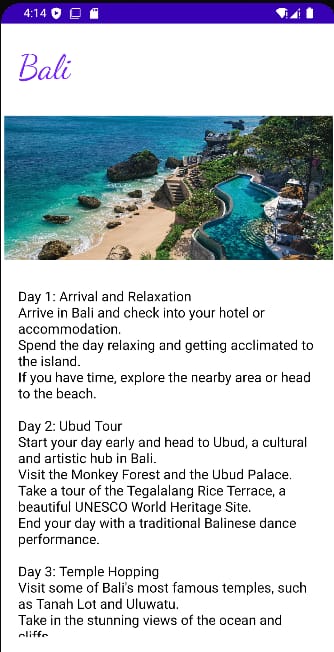 4:14
Bali
Day 1: Arrival and Relaxation
Arrive in Bali and check into your hotel or
accommodation.
Spend the day relaxing and getting acclimated to
the island.
If you have time, explore the nearby area or head
to the beach.
Day 2: Ubud Tour
Start your day early and head to Ubud, a cultural
and artistic hub in Bali.
Visit the Monkey Forest and the Ubud Palace.
Take a tour of the Tegalalang Rice Terrace, a
beautiful UNESCO World Heritage Site.
End your day with a traditional Balinese dance
performance.
Day 3: Temple Hopping
Visit some of Bali's most famous temples, such
as Tanah Lot and Uluwatu.
Take in the stunning views of the ocean and
cliffs